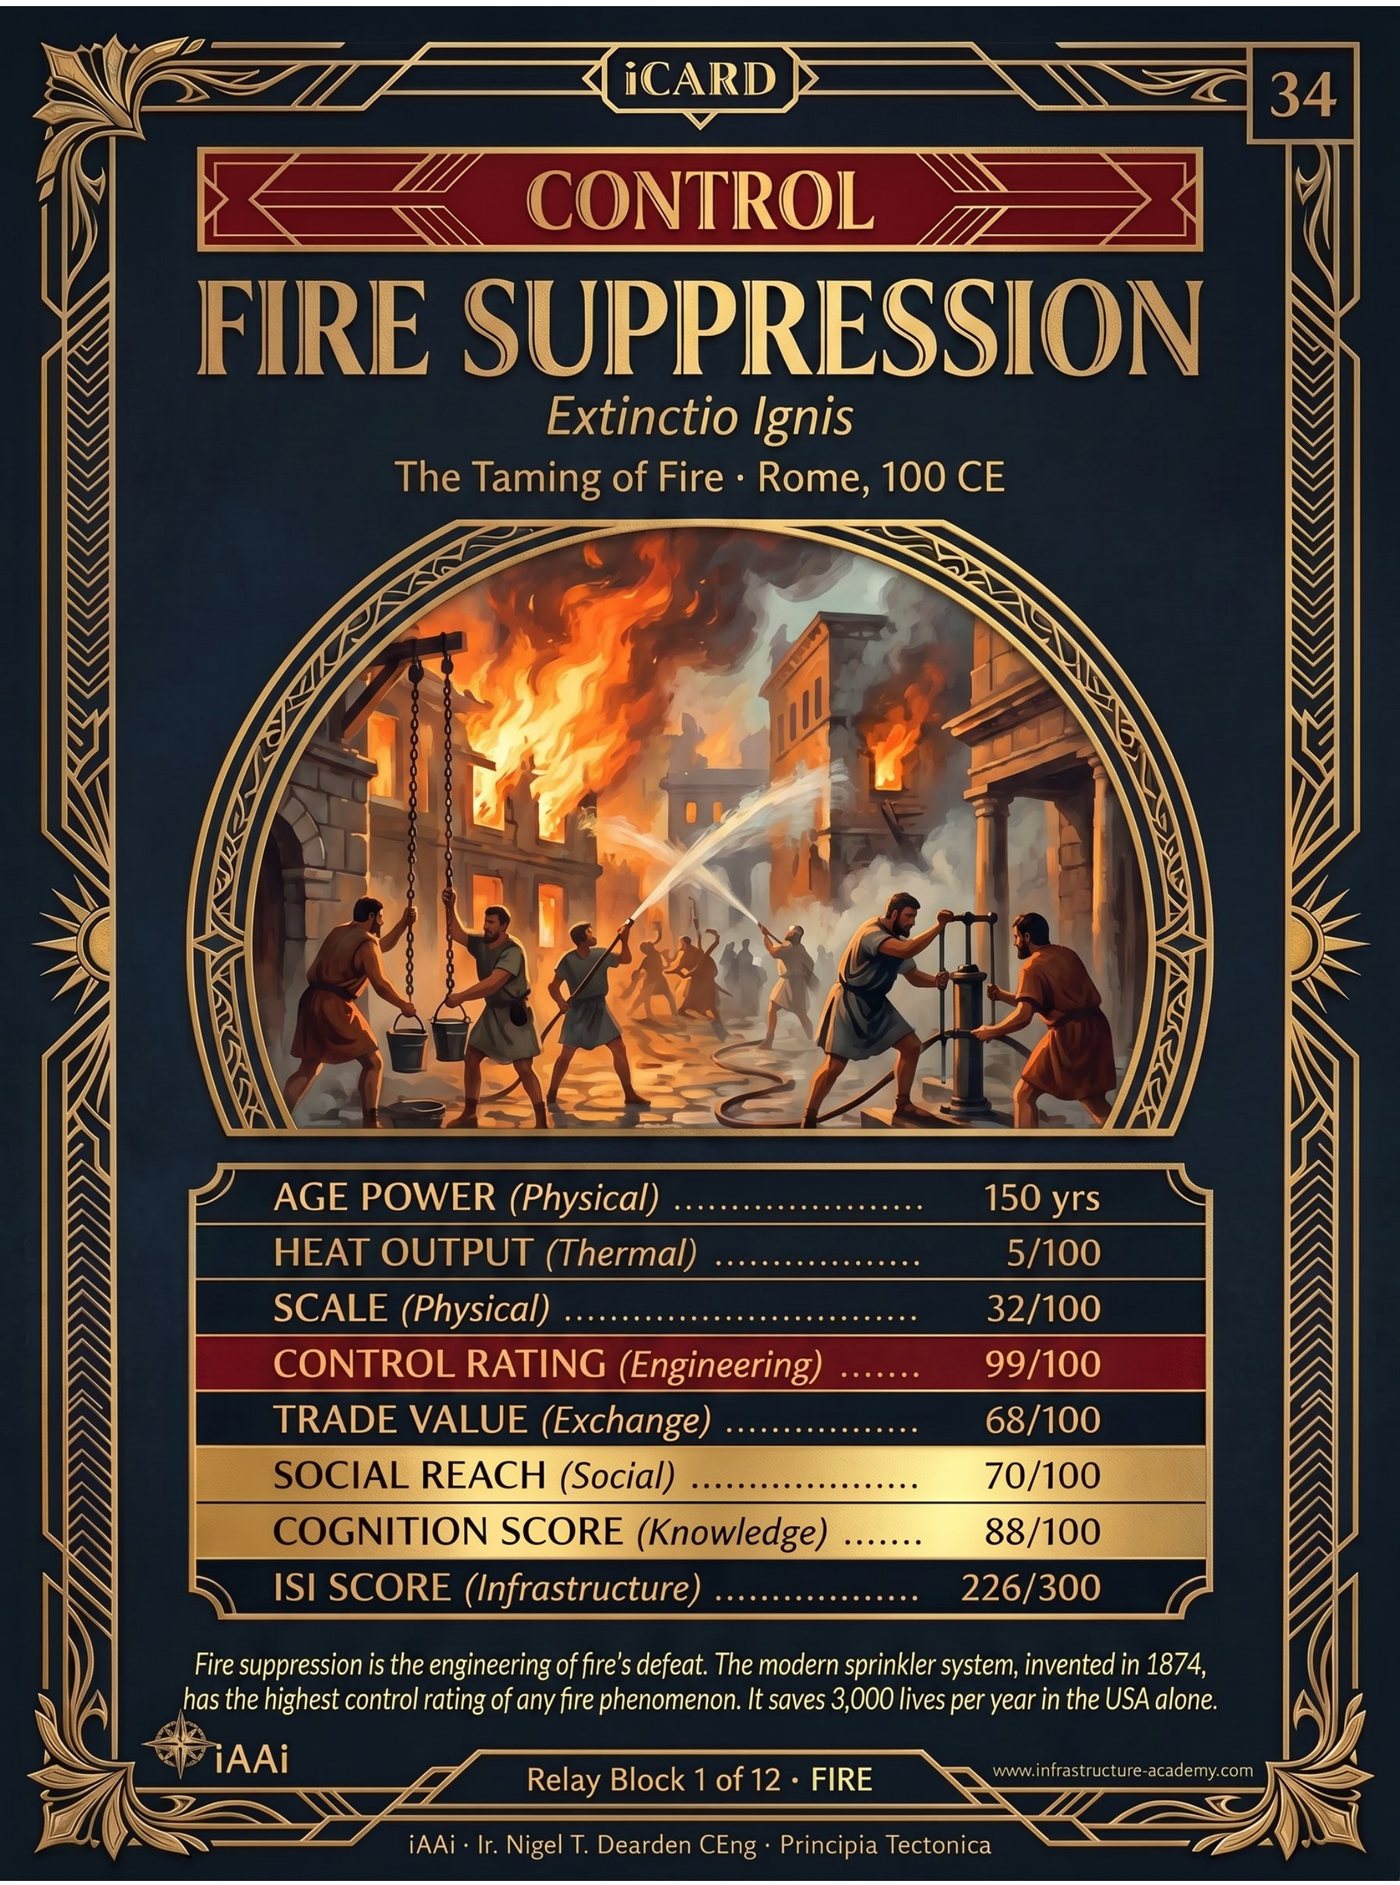 iCARD
34
CONTROL
FIRE SUPPRESSION
Extinctio Ignis
The Taming of Fire · Rome, 100 CE
AGE POWER (Physical) ...................... 150 yrs
HEAT OUTPUT (Thermal) .................. 5/100
SCALE (Physical) ............................... 32/100
CONTROL RATING (Engineering) ....... 99/100
TRADE VALUE (Exchange) ................. 68/100
SOCIAL REACH (Social) .................... 70/100
COGNITION SCORE (Knowledge) ....... 88/100
ISI SCORE (Infrastructure) .................. 226/300
Fire suppression is the engineering of fire's defeat. The modern sprinkler system, invented in 1874,
has the highest control rating of any fire phenomenon. It saves 3,000 lives per year in the USA alone.
iAAi
Relay Block 1 of 12 · FIRE
www.infrastructure-academy.com
iAAi · Ir. Nigel T. Dearden CEng · Principia Tectonica